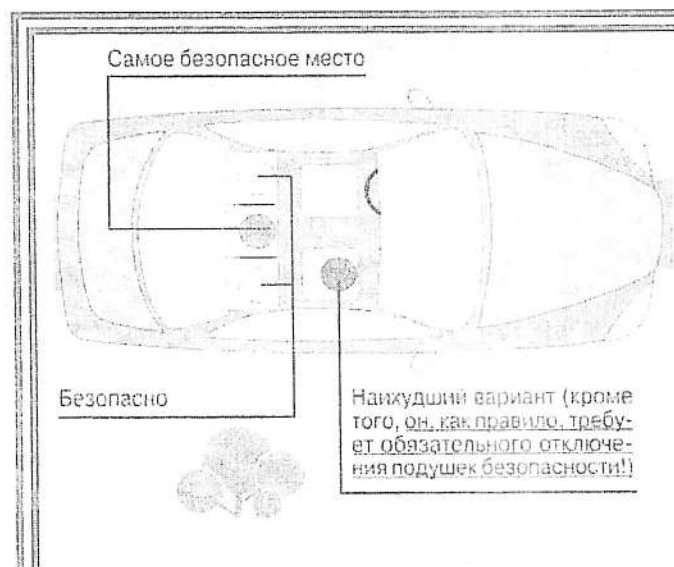 Самое безопасное место
Безопасно
Наихудший вариант (кроме
того, он, как правило, требу-
ет обязательного отключе-
ния подушек безопасности!)